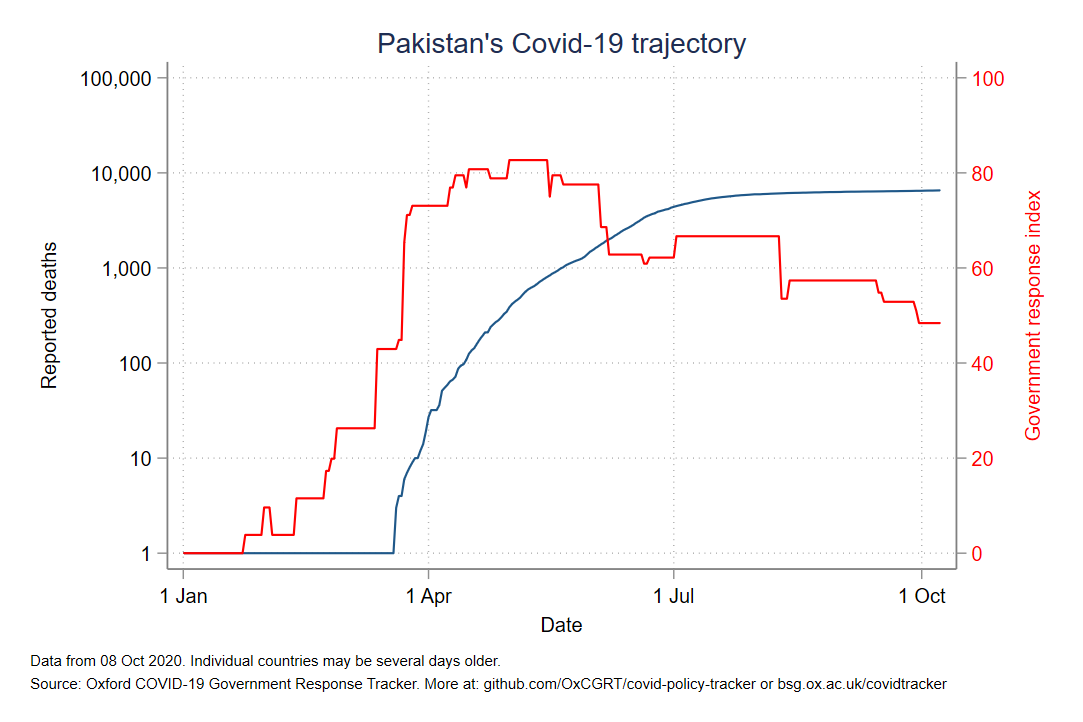 Pakistan's Covid-19 trajectory
100,000
10,000
1,000
100
10
1
Reported deaths
100
80
60
40
20
0
Government response index
1 Jan
1 Apr
1 Jul
1 Oct
Date
Data from 08 Oct 2020. Individual countries may be several days older.
Source: Oxford COVID-19 Government Response Tracker. More at: github.com/OxCGRT/covid-policy-tracker or bsg.ox.ac.uk/covidtracker